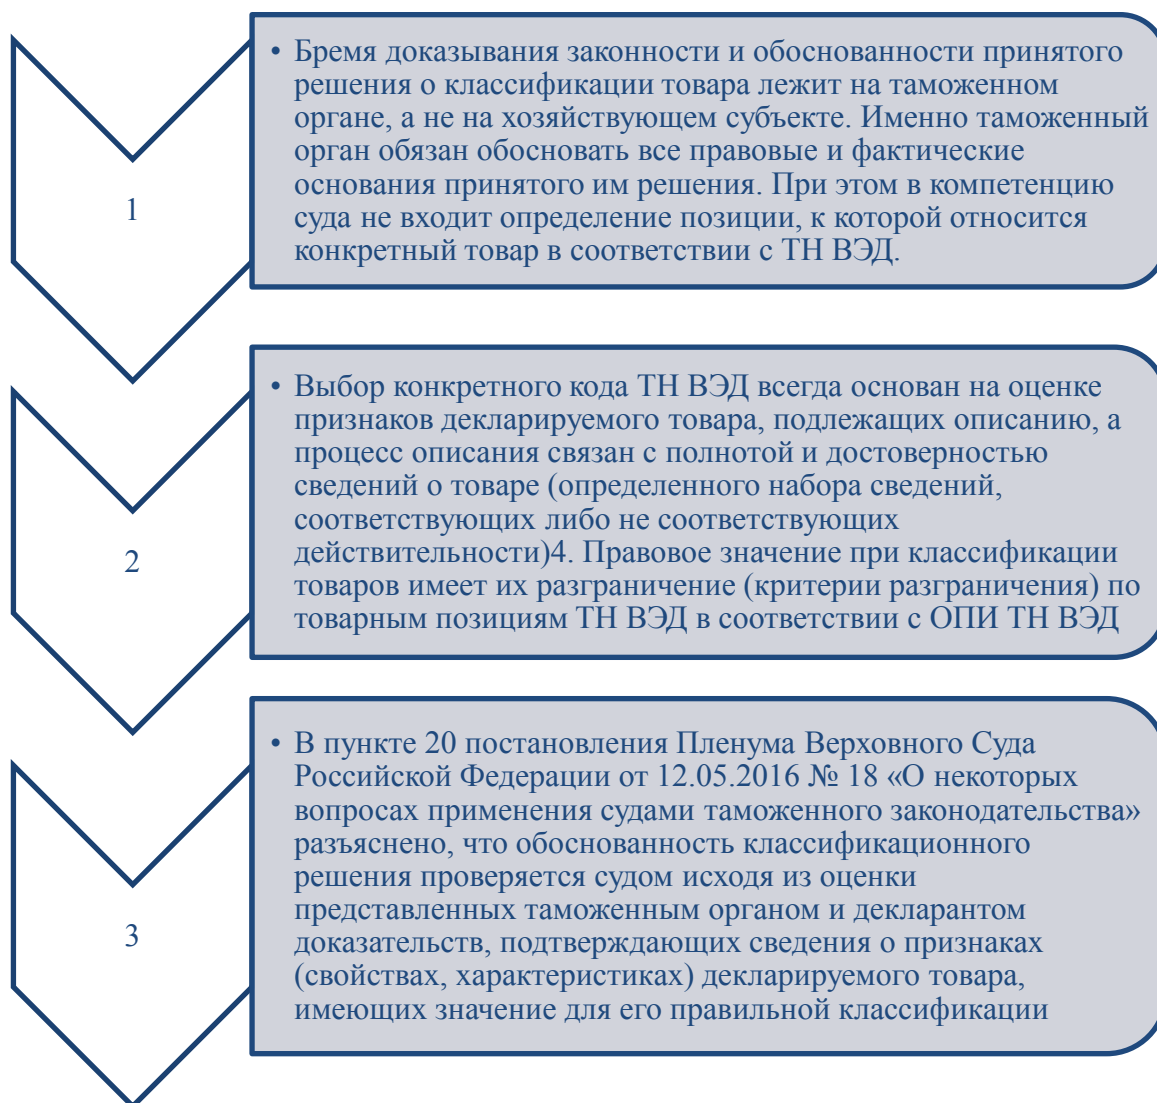 1
• Бремя доказывания законности и обоснованности принятого
решения о классификации товара лежит на таможенном
органе, а не на хозяйствующем субъекте. Именно таможенный
орган обязан обосновать все правовые и фактические
основания принятого им решения. При этом в компетенцию
суда не входит определение позиции, к которой относится
конкретный товар в соответствии с ТН ВЭД.
2
• Выбор конкретного кода ТН ВЭД всегда основан на оценке
признаков декларируемого товара, подлежащих описанию, а
процесс описания связан с полнотой и достоверностью
сведений о товаре (определенного набора сведений,
соответствующих либо не соответствующих
действительности)4. Правовое значение при классификации
товаров имеет их разграничение (критерии разграничения) по
товарным позициям ТН ВЭД в соответствии с ОПИ ТН ВЭД
3
• В пункте 20 постановления Пленума Верховного Суда
Российской Федерации от 12.05.2016 № 18 «О некоторых
вопросах применения судами таможенного законодательства»
разъяснено, что обоснованность классификационного
решения проверяется судом исходя из оценки
представленных таможенным органом и декларантом
доказательств, подтверждающих сведения о признаках
(свойствах, характеристиках) декларируемого товара,
имеющих значение для его правильной классификации